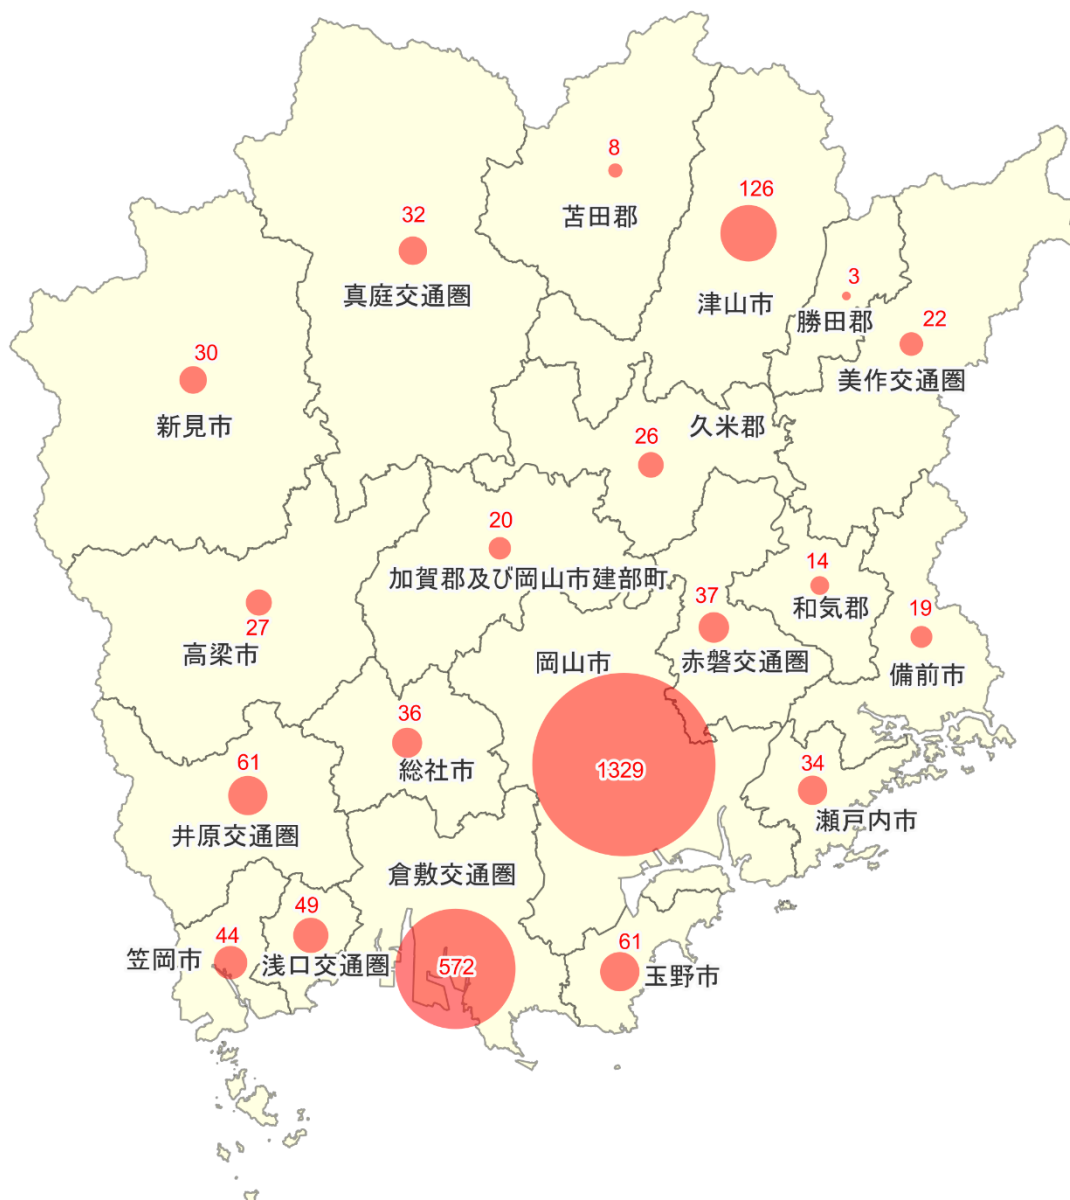 8
苫田郡
126
津山市
32
真庭交通圏
3
勝田郡
22
美作交通圏
30
新見市
26
久米郡
20
加賀郡及び岡山市建部町
14
和気郡
37
赤磐交通圏
19
備前市
27
高梁市
岡山市
1329
36
総社市
61
井原交通圏
34
瀬戸内市
倉敷交通圏
572
49
浅口交通圏
44
笠岡市
61
玉野市